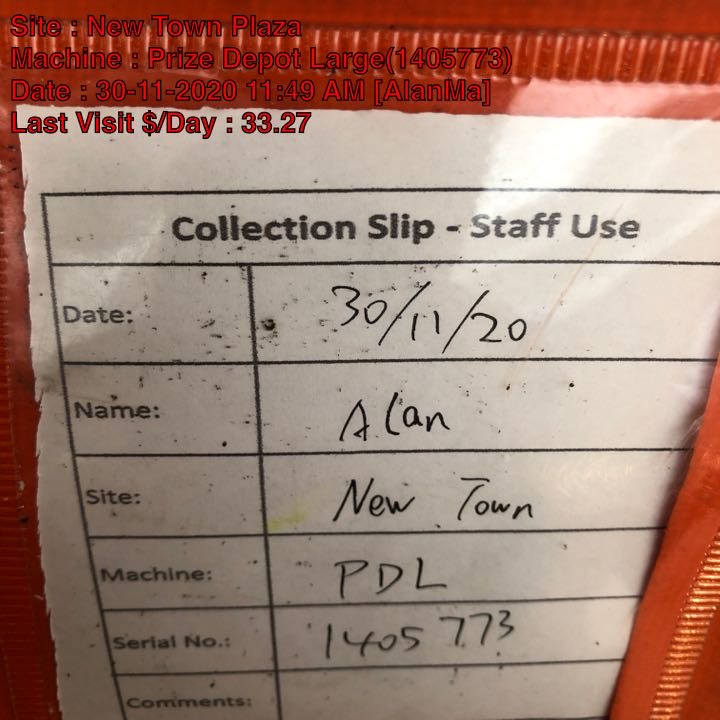 Site : New Town Plaza
Machine : Prize Depot Large(1405773)
Date : 30-11-2020 11:49 AM [AlanMa]
Last Visit $/Day : 33.27
Collection Slip - Staff Use
Date: 30/11/20
Name: Alan
Site: New Town
Machine: PDL
Serial No.: 1405773
Comments: